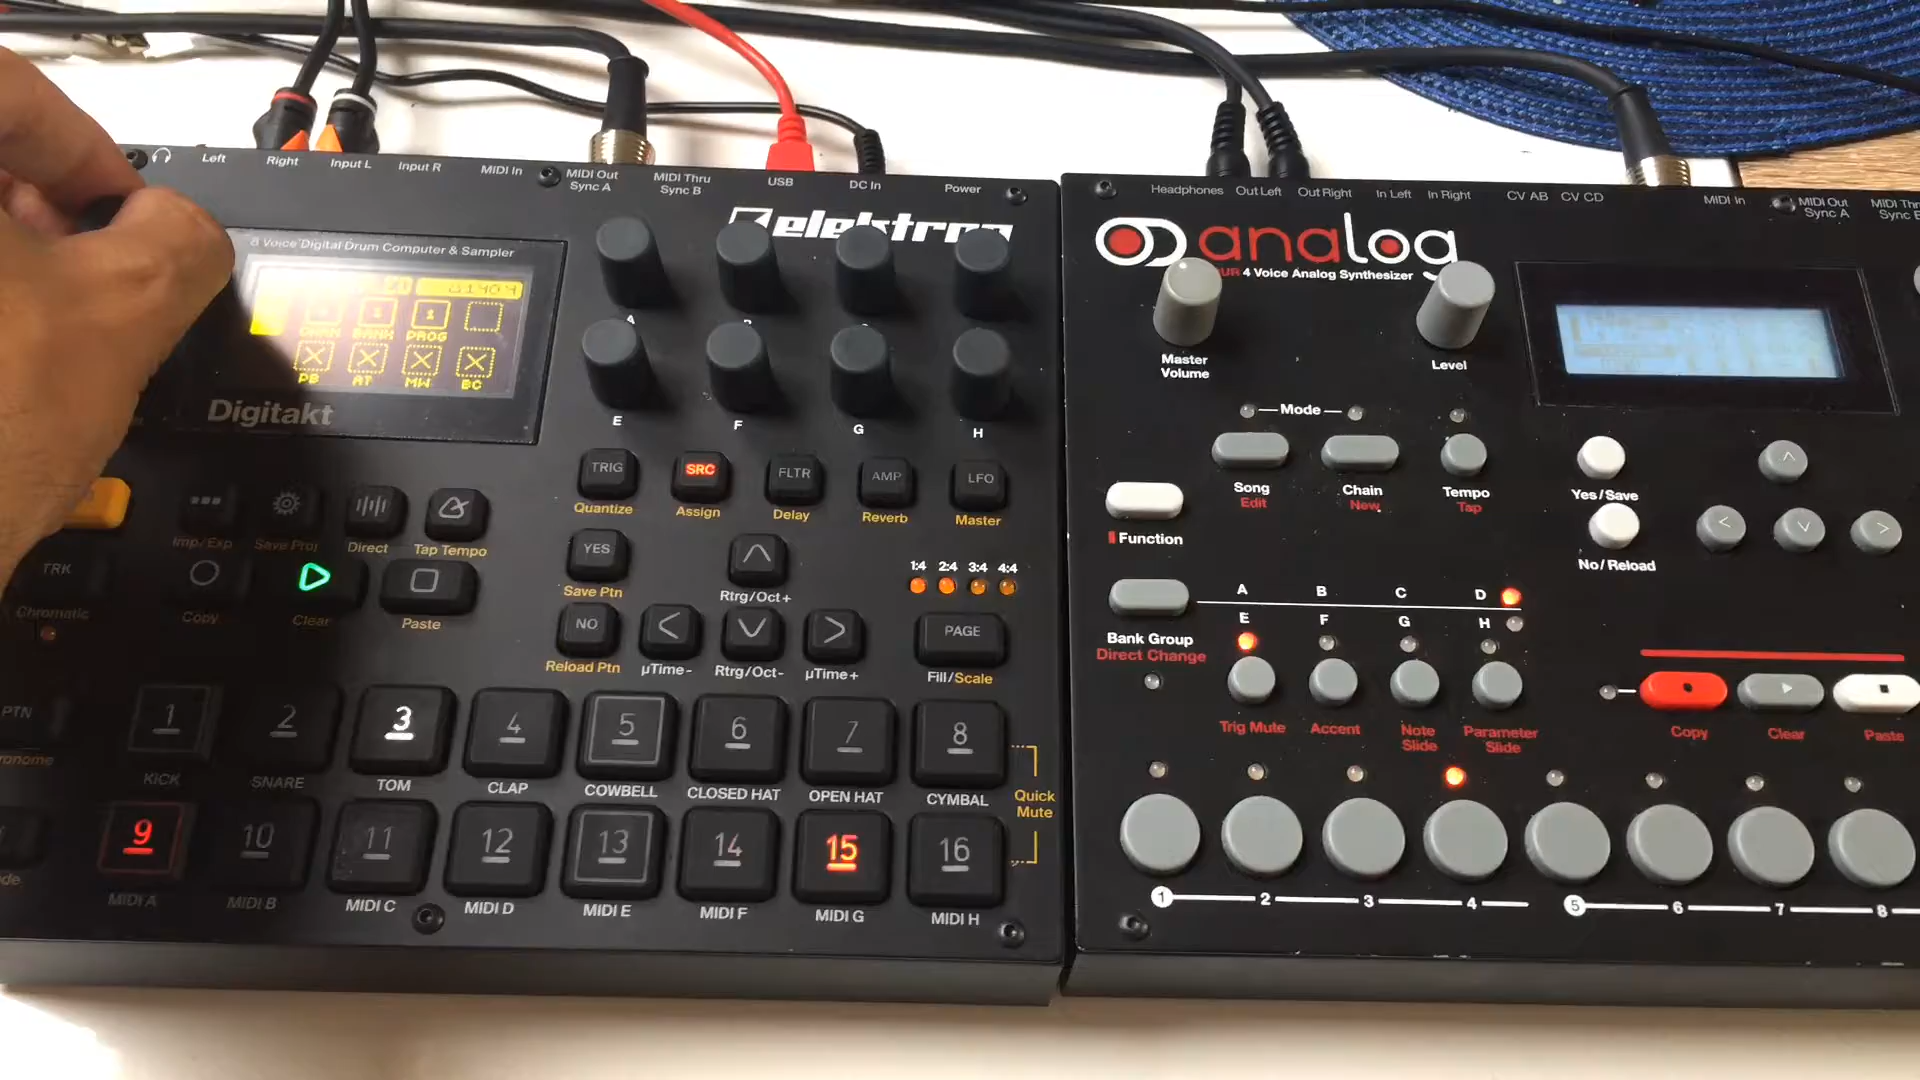 Left
Right
Input L
Input R
MIDI In
MIDI Out
Sync A
MIDI Thru
Sync B
USB
DC In
Power
8 Voice Digital Drum Computer & Sampler
elektron
BANK
PROG
PB
AT
MW
BC
Digitakt
A
E
F
G
H
TRIG
SRC
FLTR
AMP
LFO
Quantize
Assign
Delay
Reverb
Master
Imp/Exp
Save Proj
Direct
Tap Tempo
YES
Save Ptn
Rtrg/Oct+
1:4 2:4 3:4 4:4
TRK
Chromatic
Copy
Clear
Paste
NO
Reload Ptn
µTime-
Rtrg/Oct-
µTime+
PAGE
Fill/Scale
PTN
1 2 3 4 5 6 7 8
KICK
SNARE
TOM
CLAP
COWBELL
CLOSED HAT
OPEN HAT
CYMBAL
Quick
Mute
9 10 11 12 13 14 15 16
MIDI A
MIDI B
MIDI C
MIDI D
MIDI E
MIDI F
MIDI G
MIDI H
Headphones
Out Left
Out Right
In Left
In Right
CV AB
CV CD
MIDI In
MIDI Out
Sync A
analog
4 Voice Analog Synthesizer
Master
Volume
Level
Mode
Song
Edit
Chain
New
Tempo
Tap
Yes/Save
No/Reload
Function
A B C D
E F G H
Bank Group
Direct Change
Trig Mute
Accent
Note
Slide
Parameter
Slide
Copy
Clear
Paste
1 2 3 4 5 6 7 8